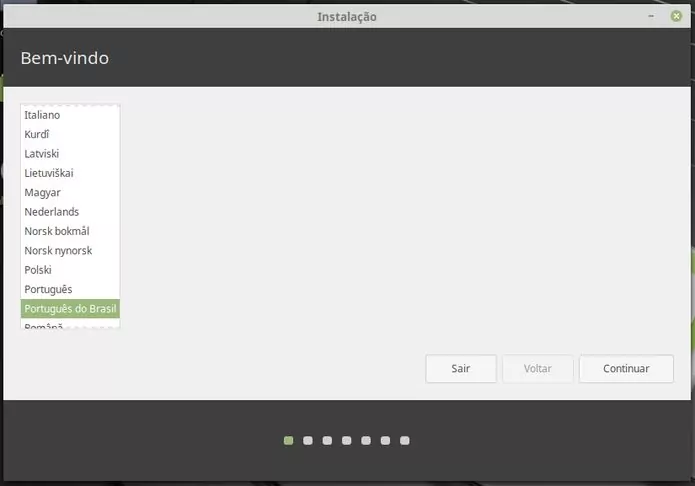 Instalação
Bem-vindo
Italiano
Kurdî
Latviski
Lietuviškai
Magyar
Nederlands
Norsk bokmål
Norsk nynorsk
Polski
Português
Português do Brasil
Română
Sair
Voltar
Continuar